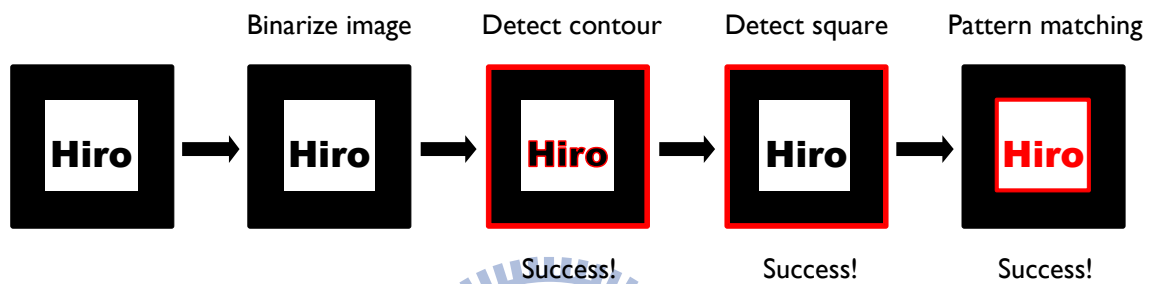 Binarize image Detect contour Detect square Pattern matching
Hiro Hiro Hiro Hiro Hiro
Success! Success! Success!